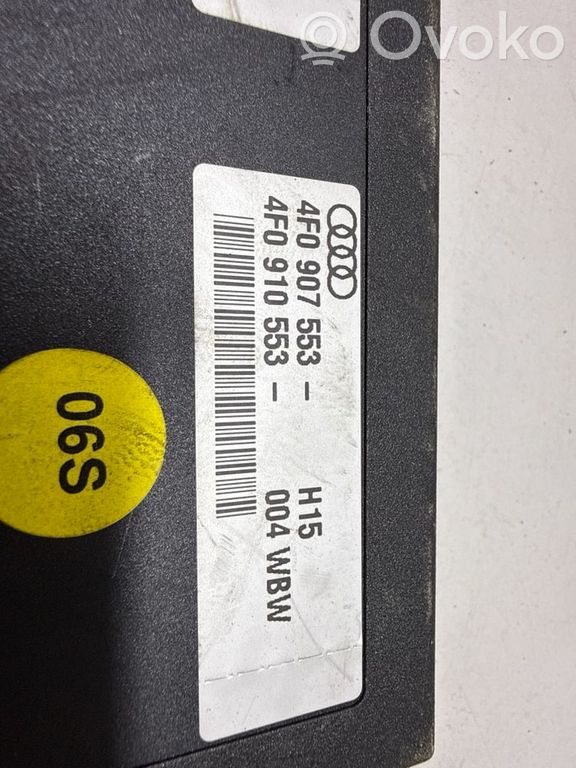 Ovoko
4F0 907 553 - H15
4F0 910 553 - 004 WBW
06S